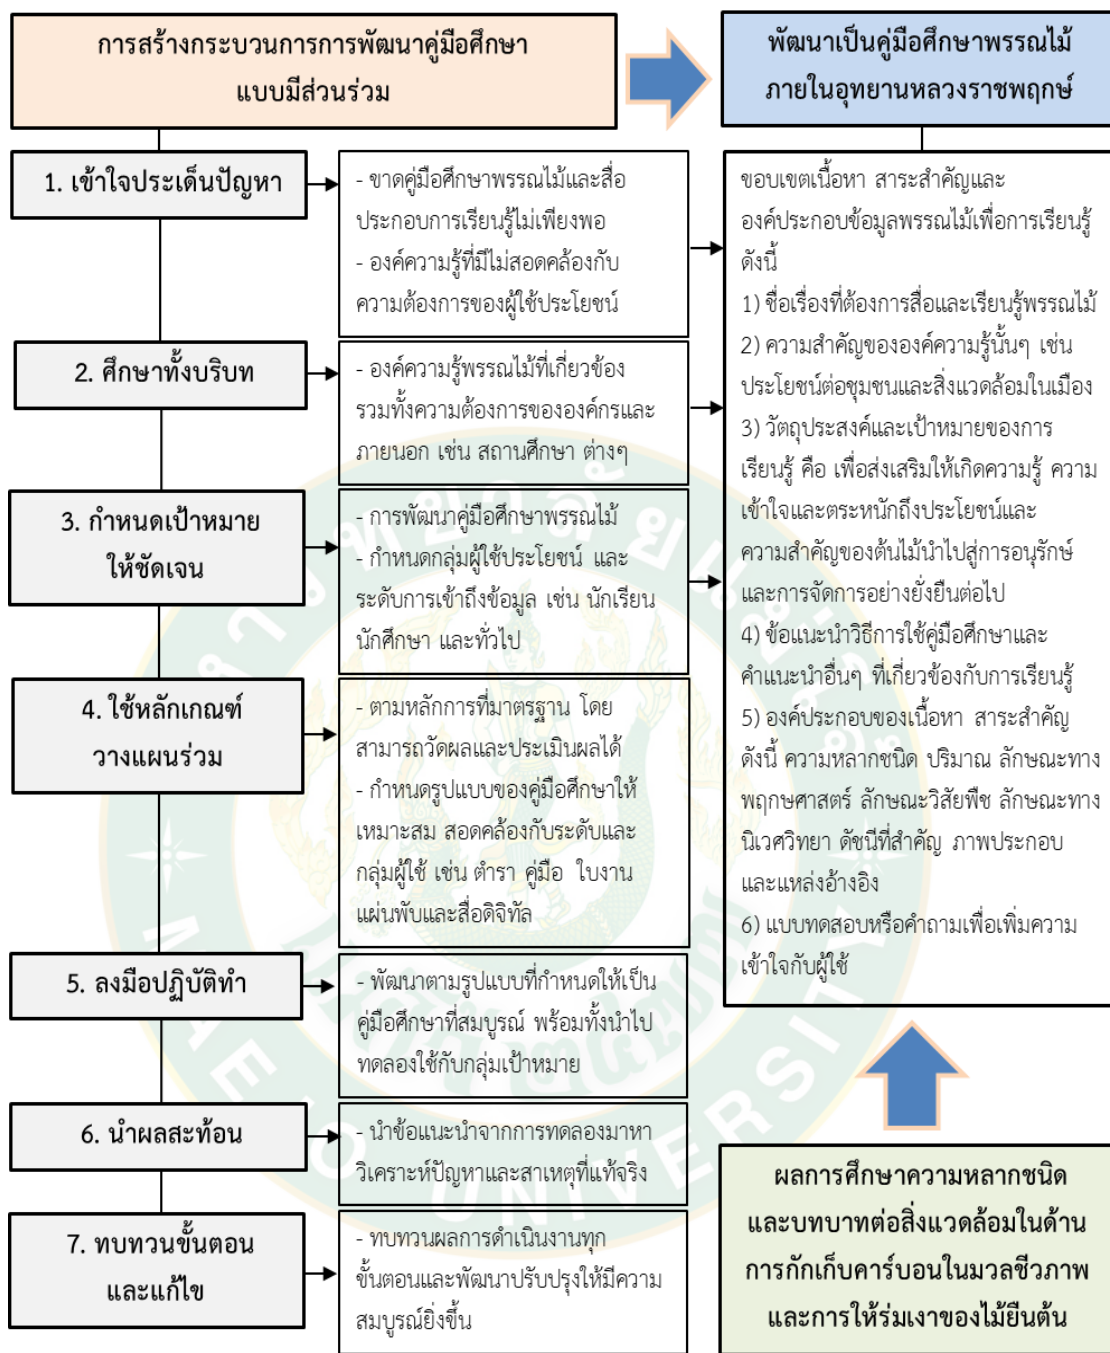 การสร้างกระบวนการการพัฒนาคู่มือศึกษา
แบบมีส่วนร่วม
พัฒนาเป็นคู่มือศึกษาพรรณไม้
ภายในอุทยานหลวงราชพฤกษ์
1. เข้าใจประเด็นปัญหา
- ขาดคู่มือศึกษาพรรณไม้และสื่อ
ประกอบการเรียนรู้ไม่เพียงพอ
- องค์ความรู้ที่มีไม่สอดคล้องกับ
ความต้องการของผู้ใช้ประโยชน์
2. ศึกษาทั้งบริบท
- องค์ความรู้พรรณไม้ที่เกี่ยวข้อง
รวมทั้งความต้องการขององค์กรและ
ภายนอก เช่น สถานศึกษา ต่างๆ
3. กำหนดเป้าหมาย
ให้ชัดเจน
- การพัฒนาคู่มือศึกษาพรรณไม้
- กำหนดกลุ่มผู้ใช้ประโยชน์ และ
ระดับการเข้าถึงข้อมูล เช่น นักเรียน
นักศึกษา และทั่วไป
4. ใช้หลักเกณฑ์
วางแผนร่วม
- ตามหลักการที่มาตรฐาน โดย
สามารถวัดผลและประเมินผลได้
- กำหนดรูปแบบของคู่มือศึกษาให้
เหมาะสม สอดคล้องกับระดับและ
กลุ่มผู้ใช้ เช่น ตำรา คู่มือ ใบงาน
แผ่นพับและสื่อดิจิทัล
5. ลงมือปฏิบัติทำ
- พัฒนาตามรูปแบบที่กำหนดให้เป็น
คู่มือศึกษาที่สมบูรณ์ พร้อมทั้งนำไป
ทดลองใช้กับกลุ่มเป้าหมาย
6. นำผลสะท้อน
- นำข้อแนะนำจากการทดลองมาหา
วิเคราะห์ปัญหาและสาเหตุที่แท้จริง
7. ทบทวนขั้นตอน
และแก้ไข
- ทบทวนผลการดำเนินงานทุก
ขั้นตอนและพัฒนาปรับปรุงให้มีความ
สมบูรณ์ยิ่งขึ้น
ขอบเขตเนื้อหา สาระสำคัญและ
องค์ประกอบข้อมูลพรรณไม้เพื่อการเรียนรู้
ดังนี้
1) ชื่อเรื่องที่ต้องการสื่อและเรียนรู้พรรณไม้
2) ความสำคัญขององค์ความรู้นั้นๆ เช่น
ประโยชน์ต่อชุมชนและสิ่งแวดล้อมในเมือง
3) วัตถุประสงค์และเป้าหมายของการ
เรียนรู้ คือ เพื่อส่งเสริมให้เกิดความรู้ ความ
เข้าใจและตระหนักถึงประโยชน์และ
ความสำคัญของต้นไม้นำไปสู่การอนุรักษ์
และการจัดการอย่างยั่งยืนต่อไป
4) ข้อแนะนำวิธีการใช้คู่มือศึกษาและ
คำแนะนำอื่นๆ ที่เกี่ยวข้องกับการเรียนรู้
5) องค์ประกอบของเนื้อหา สาระสำคัญ
ดังนี้ ความหลากชนิด ปริมาณ ลักษณะทาง
พฤกษศาสตร์ ลักษณะวิสัยพืช ลักษณะทาง
นิเวศวิทยา ดัชนีที่สำคัญ ภาพประกอบ
และแหล่งอ้างอิง
6) แบบทดสอบหรือคำถามเพื่อเพิ่มความ
เข้าใจกับผู้ใช้
ผลการศึกษาความหลากชนิด
และบทบาทต่อสิ่งแวดล้อมในด้าน
การกักเก็บคาร์บอนในมวลชีวภาพ
และการให้ร่มเงาของไม้ยืนต้น
UNIVERSITY